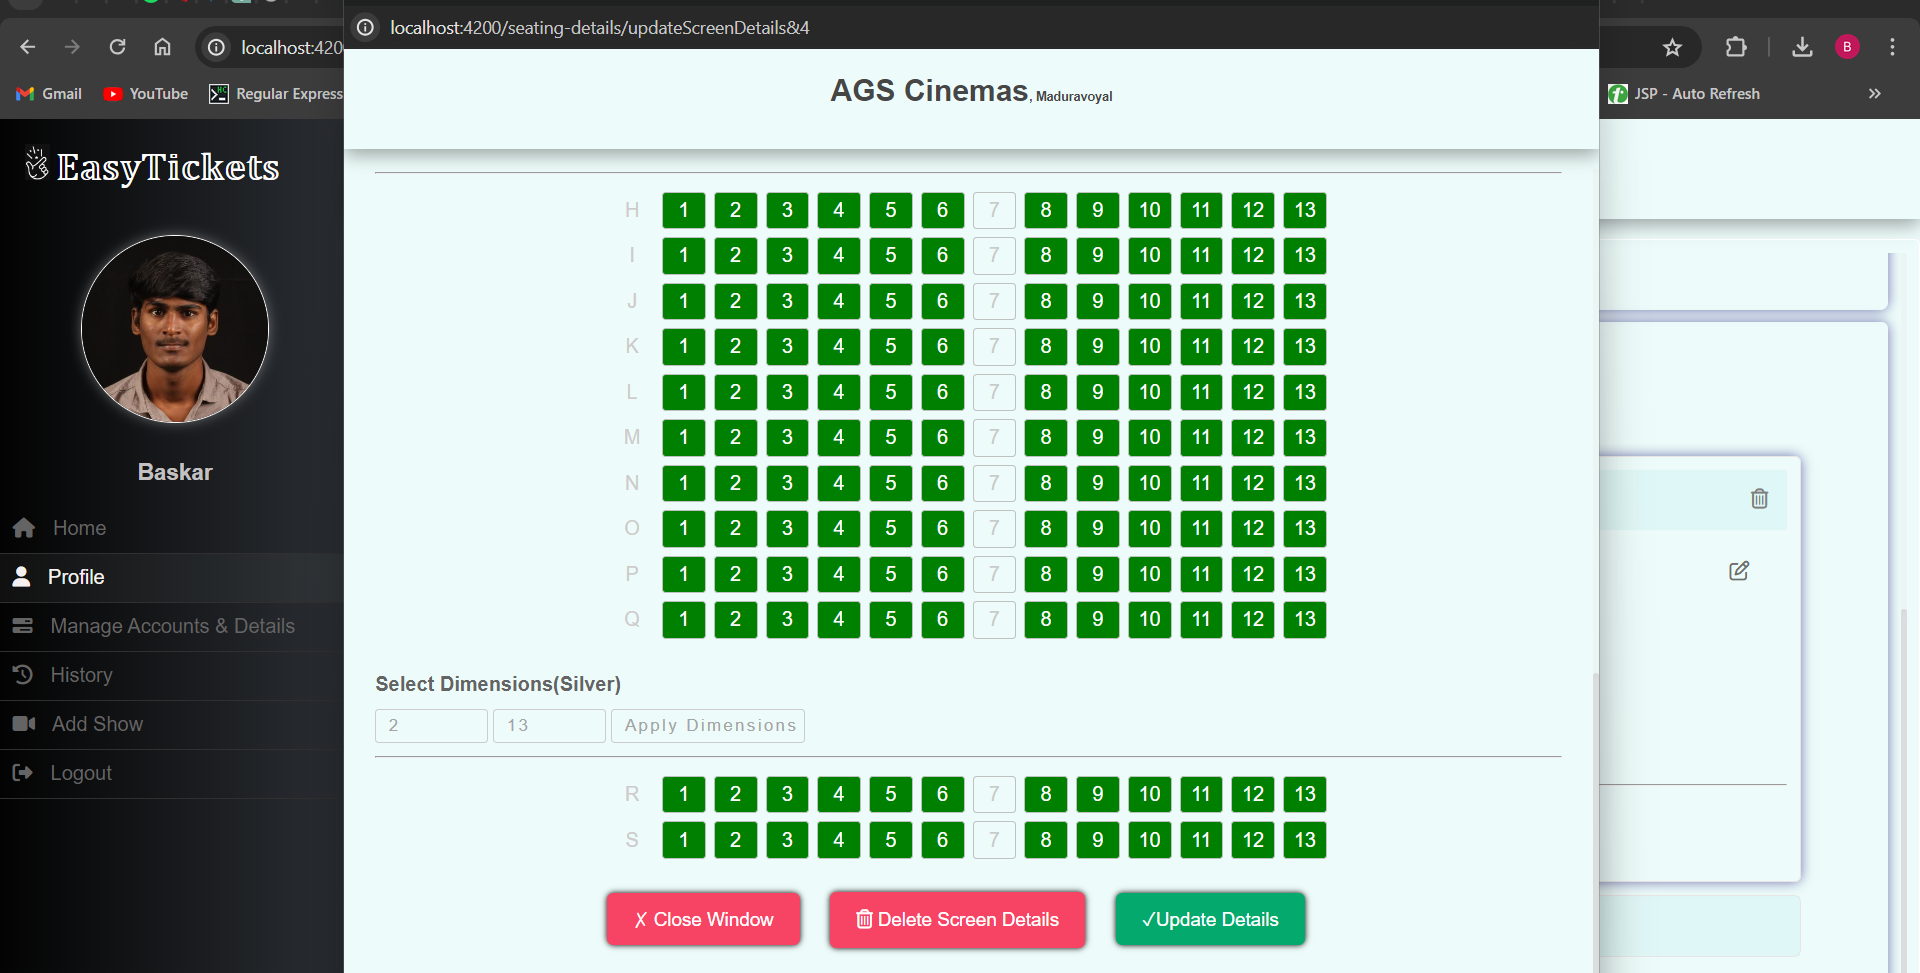 localhost:4200/seating-details/updateScreenDetails&4
localhost:420
B
Gmail YouTube Regular Express
JSP - Auto Refresh »
AGS Cinemas, Maduravoyal
EasyTickets
Baskar
Home
Profile
Manage Accounts & Details
History
Add Show
Logout
H 1 2 3 4 5 6 7 8 9 10 11 12 13
I 1 2 3 4 5 6 7 8 9 10 11 12 13
J 1 2 3 4 5 6 7 8 9 10 11 12 13
K 1 2 3 4 5 6 7 8 9 10 11 12 13
L 1 2 3 4 5 6 7 8 9 10 11 12 13
M 1 2 3 4 5 6 7 8 9 10 11 12 13
N 1 2 3 4 5 6 7 8 9 10 11 12 13
O 1 2 3 4 5 6 7 8 9 10 11 12 13
P 1 2 3 4 5 6 7 8 9 10 11 12 13
Q 1 2 3 4 5 6 7 8 9 10 11 12 13
Select Dimensions(Silver)
2 13 Apply Dimensions
R 1 2 3 4 5 6 7 8 9 10 11 12 13
S 1 2 3 4 5 6 7 8 9 10 11 12 13
✗ Close Window
Delete Screen Details
✓Update Details